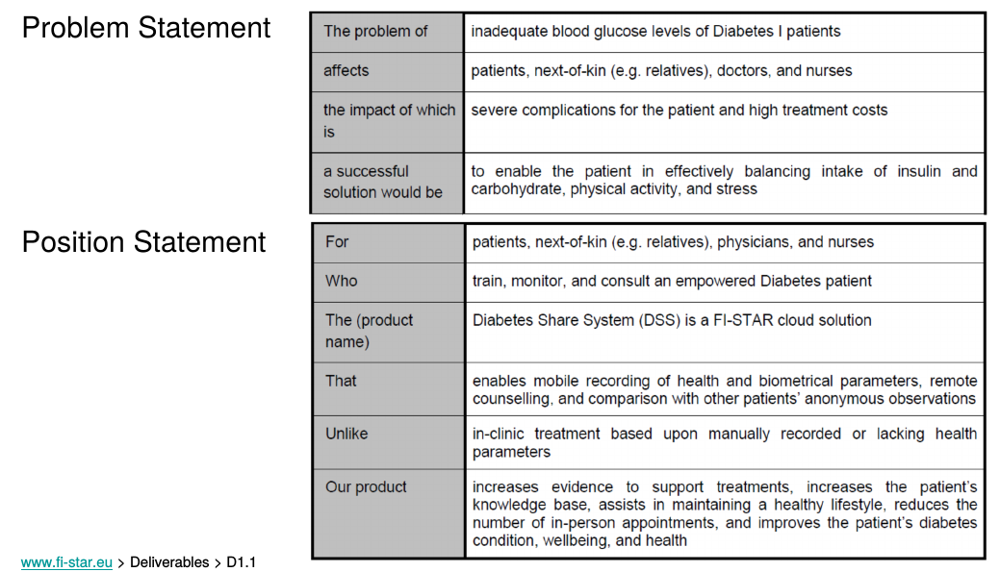 Problem Statement
The problem of
inadequate blood glucose levels of Diabetes I patients
affects
patients, next-of-kin (e.g. relatives), doctors, and nurses
the impact of which
is
severe complications for the patient and high treatment costs
a successful
solution would be
to enable the patient in effectively balancing intake of insulin and
carbohydrate, physical activity, and stress
Position Statement
For
patients, next-of-kin (e.g. relatives), physicians, and nurses
Who
train, monitor, and consult an empowered Diabetes patient
The (product
name)
Diabetes Share System (DSS) is a FI-STAR cloud solution
That
enables mobile recording of health and biometrical parameters, remote
counselling, and comparison with other patients' anonymous observations
Unlike
in-clinic treatment based upon manually recorded or lacking health
parameters
Our product
increases evidence to support treatments, increases the patient's
knowledge base, assists in maintaining a healthy lifestyle, reduces the
number of in-person appointments, and improves the patient's diabetes
condition, wellbeing, and health
www.fi-star.eu > Deliverables > D1.1